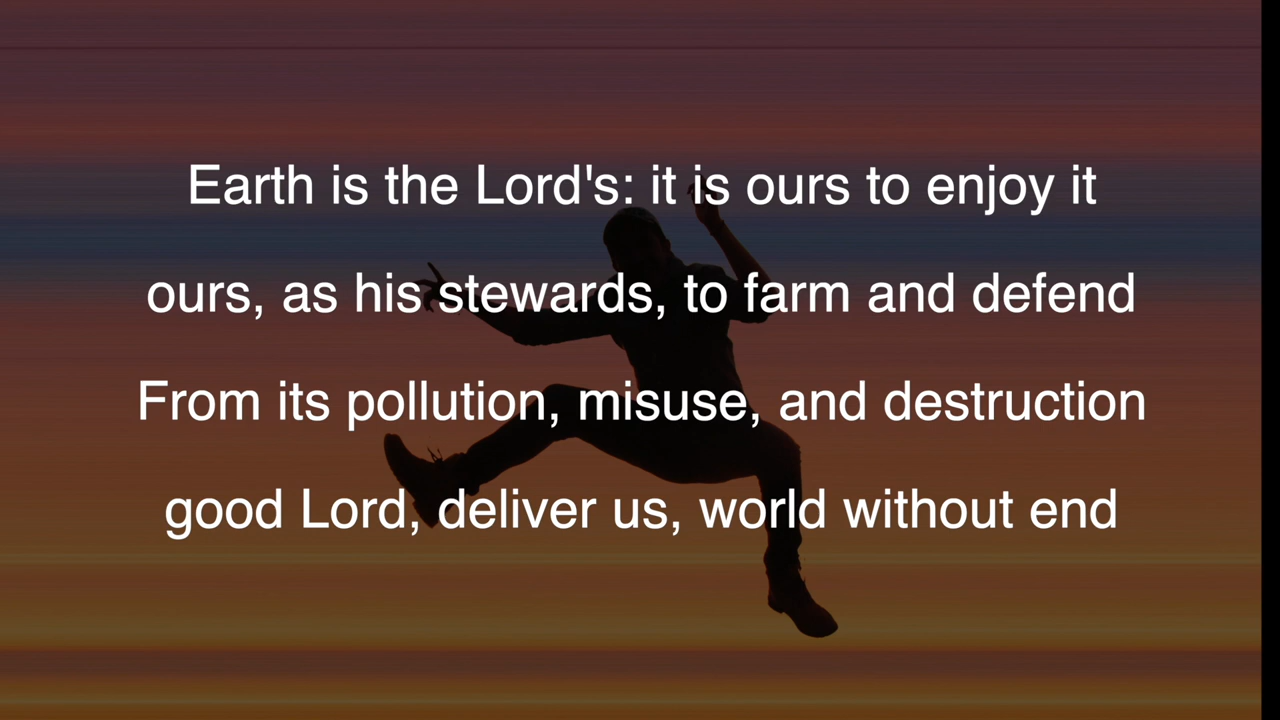 Earth is the Lord's: it is ours to enjoy it
ours, as his stewards, to farm and defend
From its pollution, misuse, and destruction
good Lord, deliver us, world without end